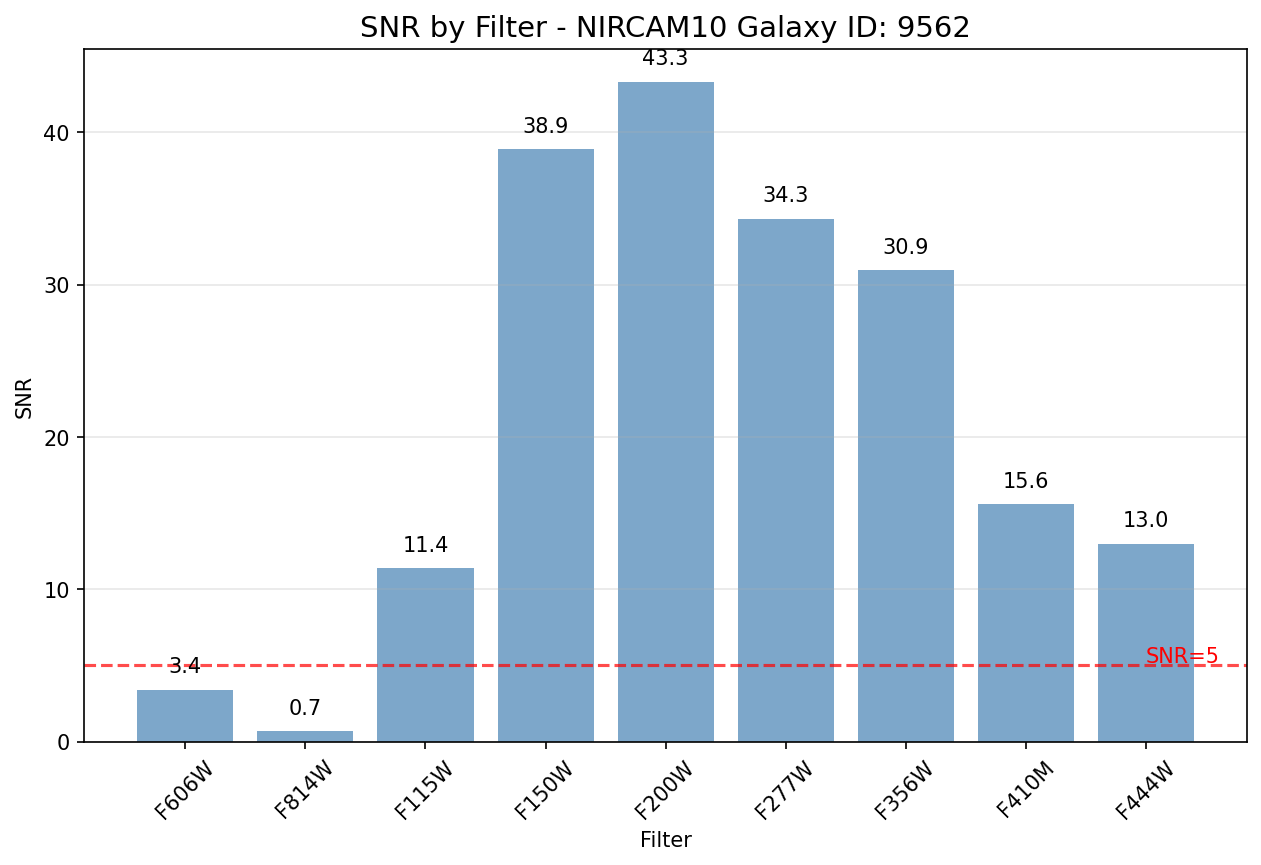 SNR by Filter - NIRCAM10 Galaxy ID: 9562
43.3
40
38.9
34.3
30.9
30
SNR
20
15.6
13.0
11.4
10
3.4
SNR=5
0.7
0
F606W
F814W
F115W
F150W
F200W
F277W
F356W
F410M
F444W
Filter